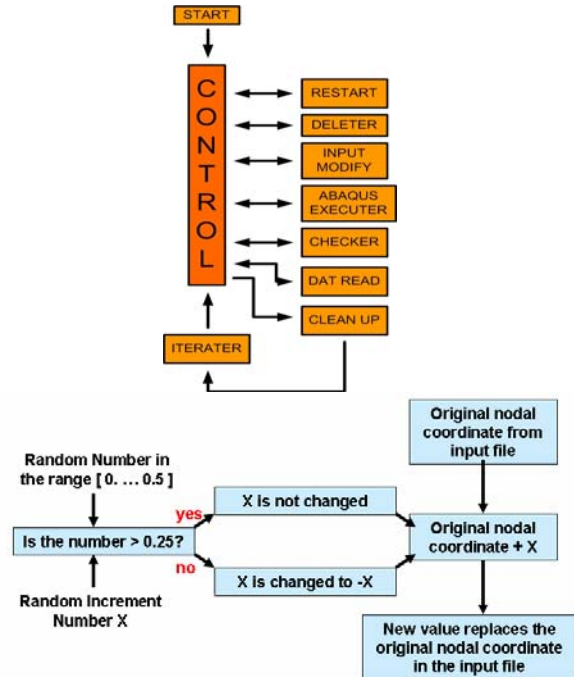 START
CONTROL
RESTART
DELETER
INPUT
MODIFY
ABAQUS
EXECUTER
CHECKER
DAT READ
CLEAN UP
ITERATER
Original nodal
coordinate from
input file
Random Number in
the range [ 0. ... 0.5 ]
yes
X is not changed
Is the number > 0.25?
Original nodal
coordinate + X
no
X is changed to -X
Random Increment
Number X
New value replaces the
original nodal coordinate
in the input file